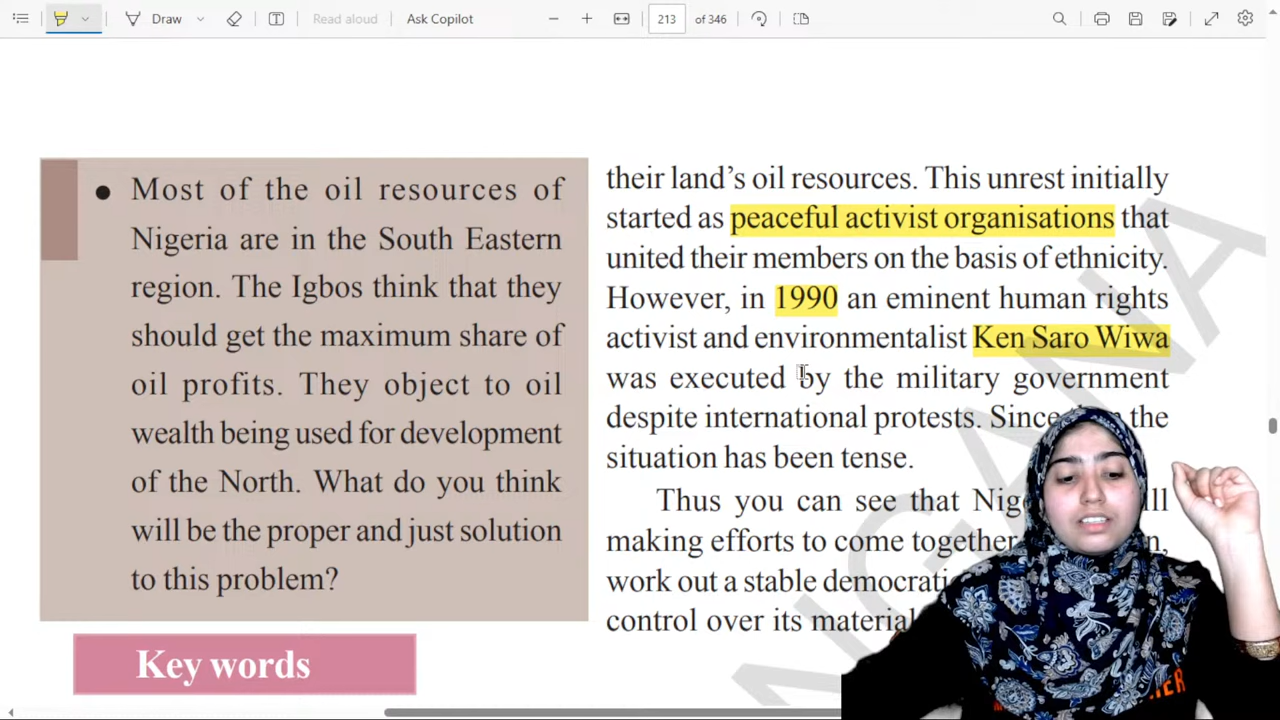 Draw
Read aloud
Ask Copilot
213 of 346
Most of the oil resources of
Nigeria are in the South Eastern
region. The Igbos think that they
should get the maximum share of
oil profits. They object to oil
wealth being used for development
of the North. What do you think
will be the proper and just solution
to this problem?
Key words
their land's oil resources. This unrest initially
started as peaceful activist organisations that
united their members on the basis of ethnicity.
However, in 1990 an eminent human rights
activist and environmentalist Ken Saro Wiwa
was executed by the military government
despite international protests. Since the
situation has been tense.
Thus you can see that
making efforts to come together
work out a stable
control over its material
NGANA